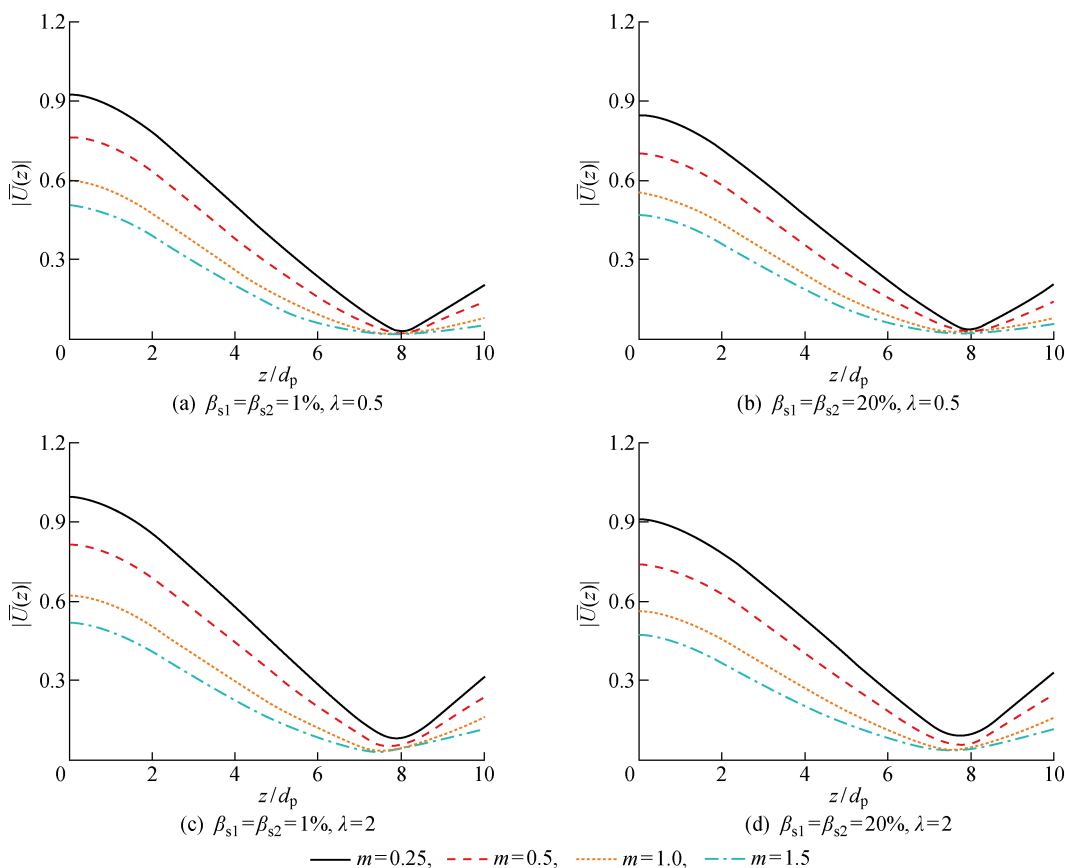 1.2
0.9
0.6
0.3
|U̅(z)|
0 2 4 6 8 10
z/dp
(a) βs1=βs2=1%, λ=0.5
1.2
0.9
0.6
0.3
|U̅(z)|
0 2 4 6 8 10
z/dp
(b) βs1=βs2=20%, λ=0.5
1.2
0.9
0.6
0.3
|U̅(z)|
0 2 4 6 8 10
z/dp
(c) βs1=βs2=1%, λ=2
1.2
0.9
0.6
0.3
|U̅(z)|
0 2 4 6 8 10
z/dp
(d) βs1=βs2=20%, λ=2
m=0.25, m=0.5, m=1.0, m=1.5